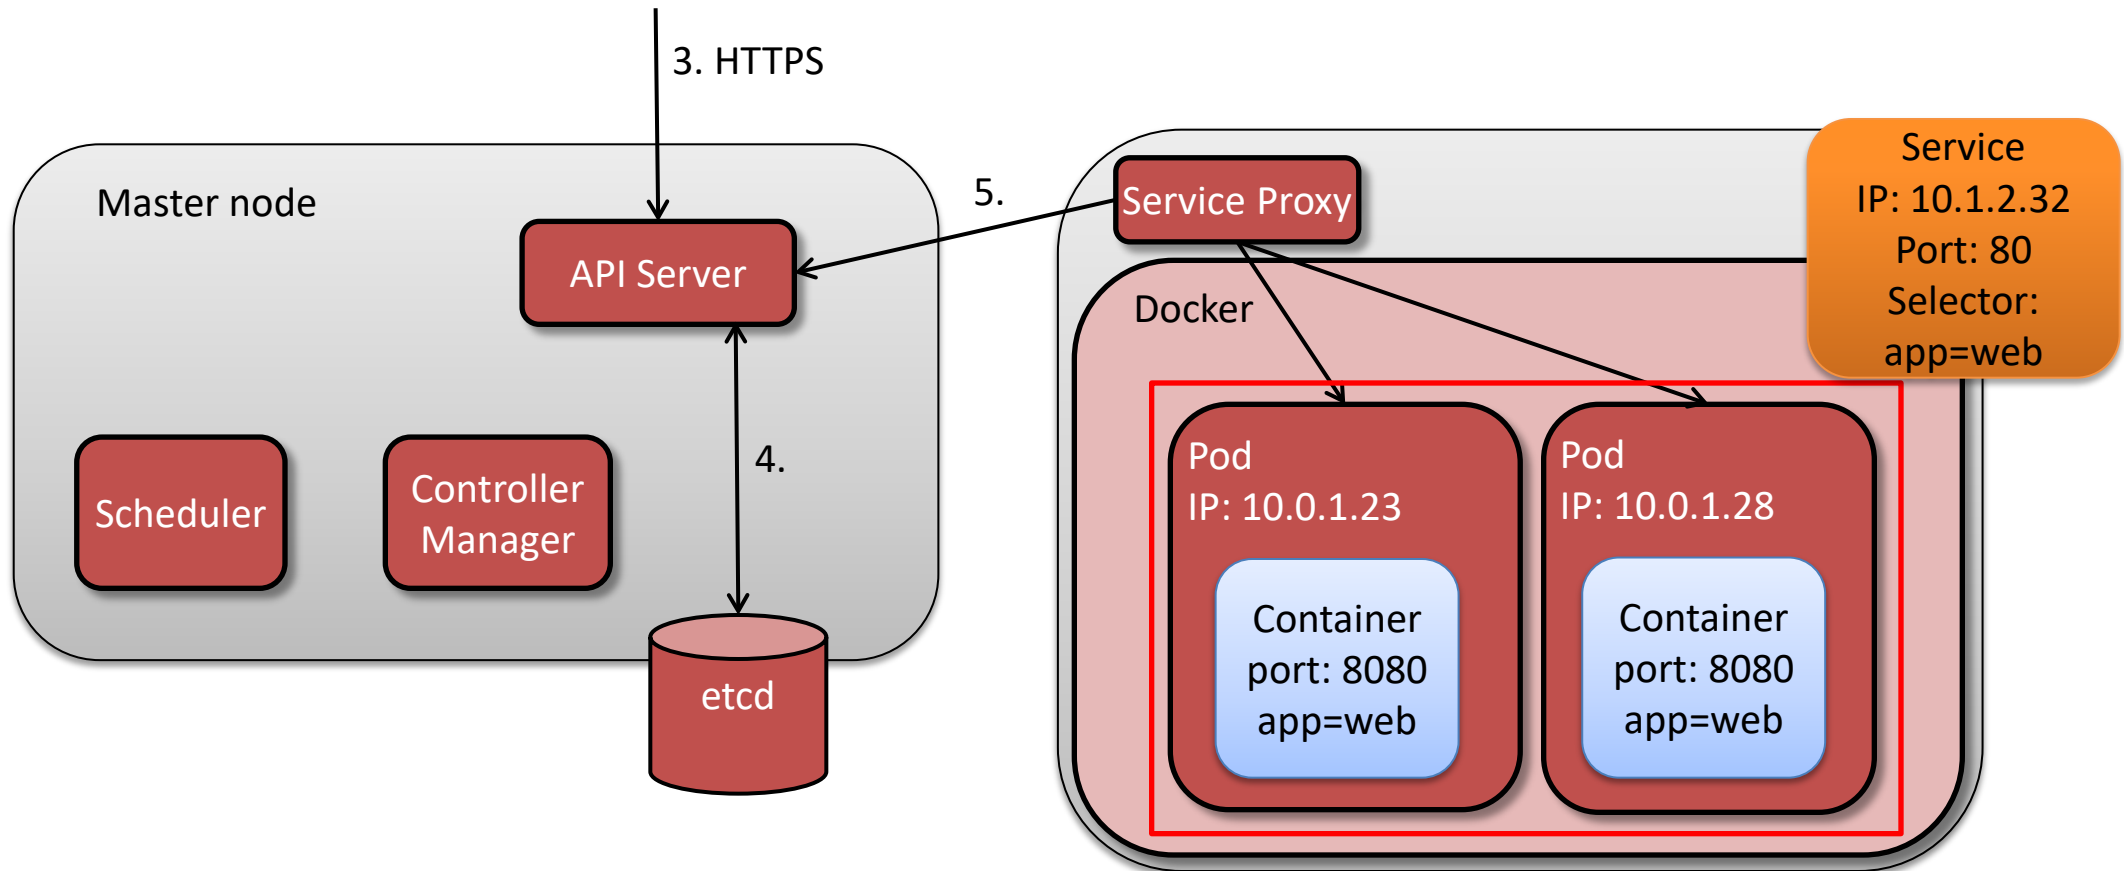 3. HTTPS
Master node
API Server
5.
Service Proxy
Service
IP: 10.1.2.32
Port: 80
Selector:
app=web
Docker
4.
Scheduler
Controller
Manager
etcd
Pod
IP: 10.0.1.23
Container
port: 8080
app=web
Pod
IP: 10.0.1.28
Container
port: 8080
app=web